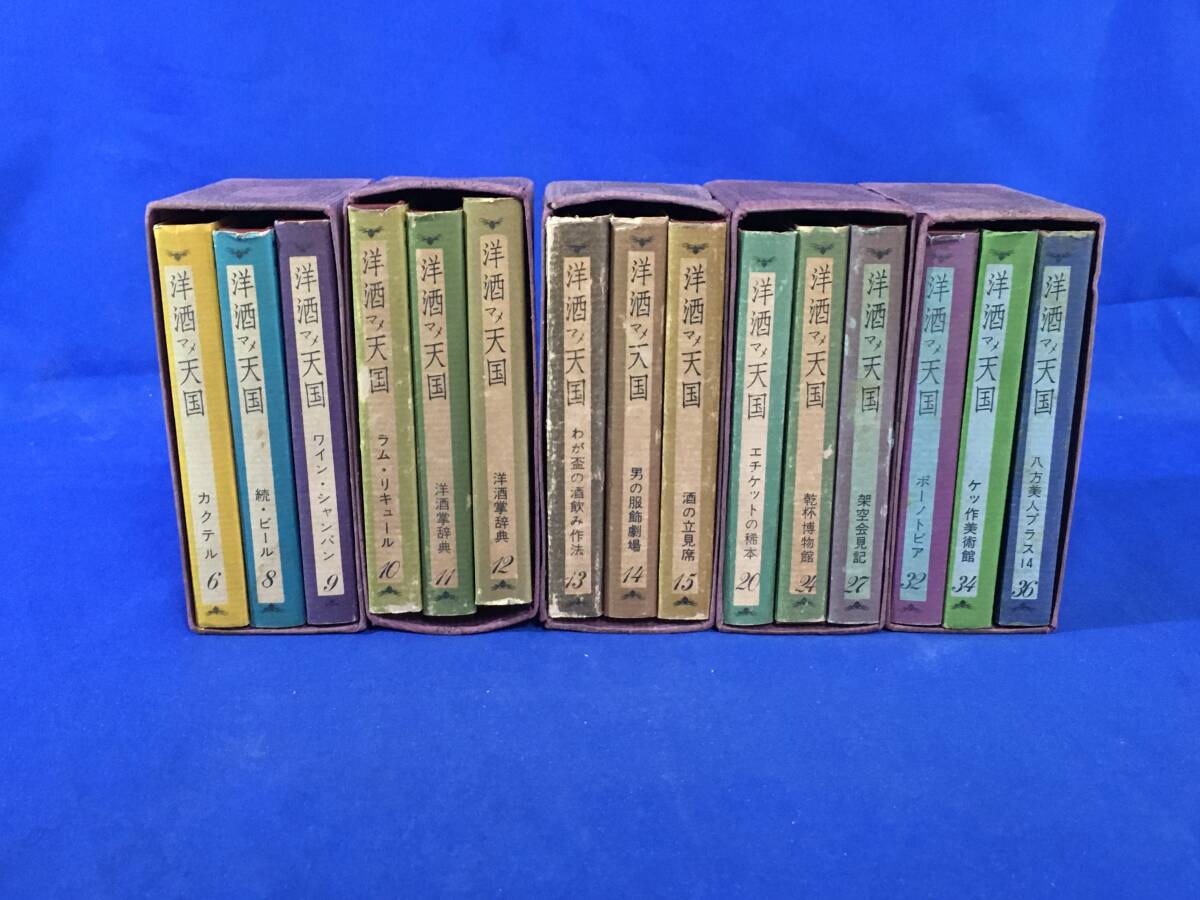 洋酒マメ天国
カクテル
6
洋酒マメ天国
続・ビール
8
洋酒マメ天国
ワイン・シャンパン
9
洋酒マメ天国
ラム・リキュール
10
洋酒マメ天国
洋酒掌辞典
11
洋酒マメ天国
洋酒掌辞典
12
洋酒マメ天国
わが盃の酒飲み作法
13
洋酒マメ天国
男の服飾劇場
14
洋酒マメ天国
酒の立見席
15
洋酒マメ天国
エチケットの稀本
20
洋酒マメ天国
乾杯博物館
24
洋酒マメ天国
架空会見記
27
洋酒マメ天国
ポーノトピア
32
洋酒マメ天国
ケッ作美術館
34
洋酒マメ天国
八方美人プラス14
36